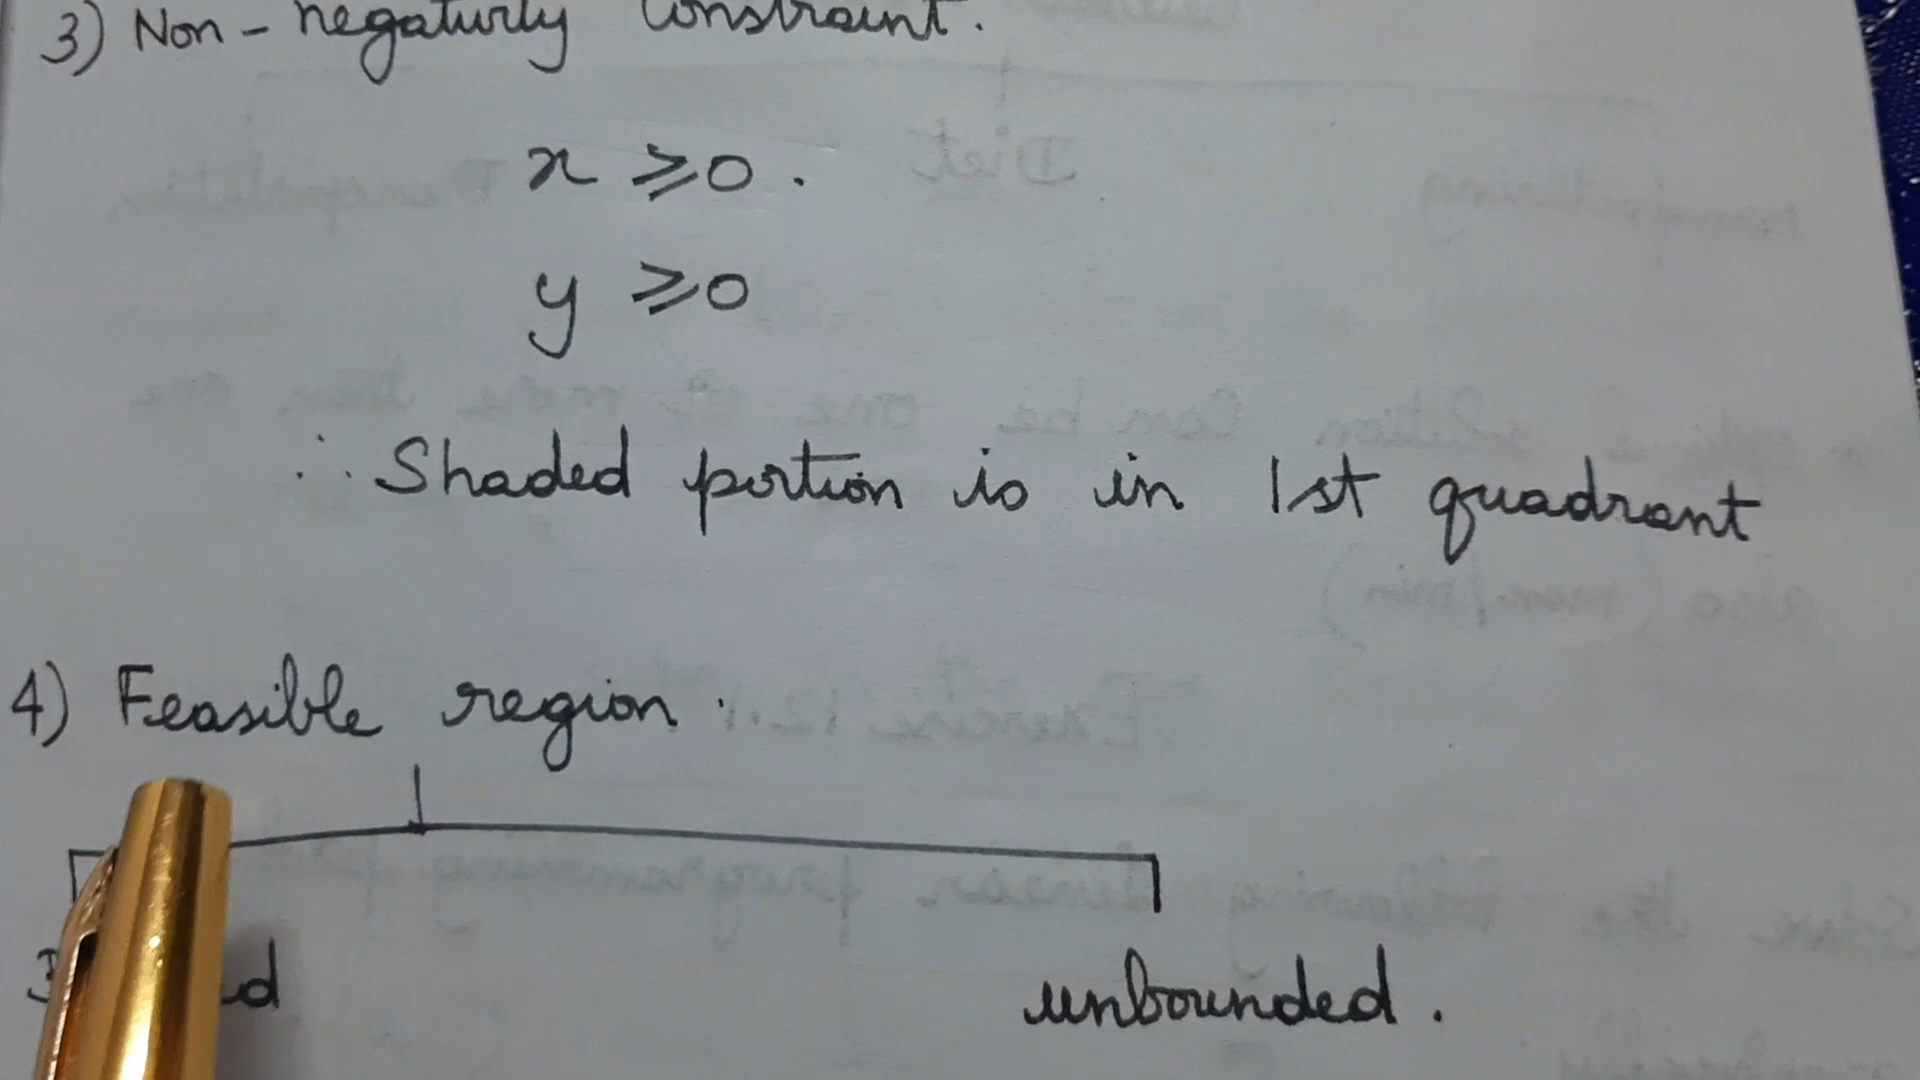 3) Non-negativity constraint.
x ⩾ 0.
y ⩾ 0
∴ Shaded portion is in 1st quadrant
4) Feasible region.
unbounded.